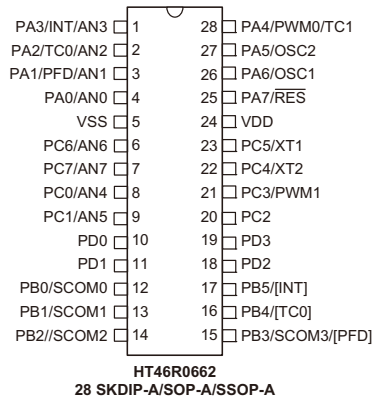 PA3/INT/AN3 1 28 PA4/PWM0/TC1
PA2/TC0/AN2 2 27 PA5/OSC2
PA1/PFD/AN1 3 26 PA6/OSC1
PA0/AN0 4 25 PA7/RES
VSS 5 24 VDD
PC6/AN6 6 23 PC5/XT1
PC7/AN7 7 22 PC4/XT2
PC0/AN4 8 21 PC3/PWM1
PC1/AN5 9 20 PC2
PD0 10 19 PD3
PD1 11 18 PD2
PB0/SCOM0 12 17 PB5/[INT]
PB1/SCOM1 13 16 PB4/[TC0]
PB2//SCOM2 14 15 PB3/SCOM3/[PFD]
HT46R0662
28 SKDIP-A/SOP-A/SSOP-A